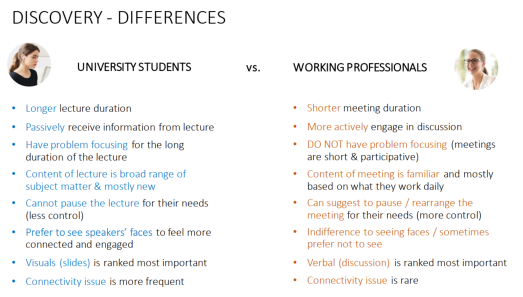 DISCOVERY - DIFFERENCES
UNIVERSITY STUDENTS
vs.
WORKING PROFESSIONALS
• Longer lecture duration
• Passively receive information from lecture
• Have problem focusing for the long
duration of the lecture
• Content of lecture is broad range of
subject matter & mostly new
• Cannot pause the lecture for their needs
(less control)
• Prefer to see speakers' faces to feel more
connected and engaged
• Visuals (slides) is ranked most important
• Connectivity issue is more frequent
• Shorter meeting duration
• More actively engage in discussion
• DO NOT have problem focusing (meetings
are short & participative)
• Content of meeting is familiar and mostly
based on what they work daily
• Can suggest to pause / rearrange the
meeting for their needs (more control)
• Indifference to seeing faces / sometimes
prefer not to see
• Verbal (discussion) is ranked most important
• Connectivity issue is rare